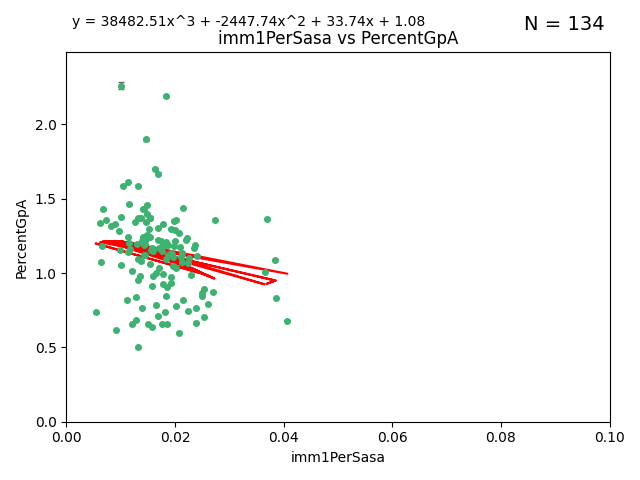 y = 38482.51x^3 + -2447.74x^2 + 33.74x + 1.08
N = 134
imm1PerSasa vs PercentGpA
PercentGpA
2.0
1.5
1.0
0.5
0.0
0.00 0.02 0.04 0.06 0.08 0.10
imm1PerSasa